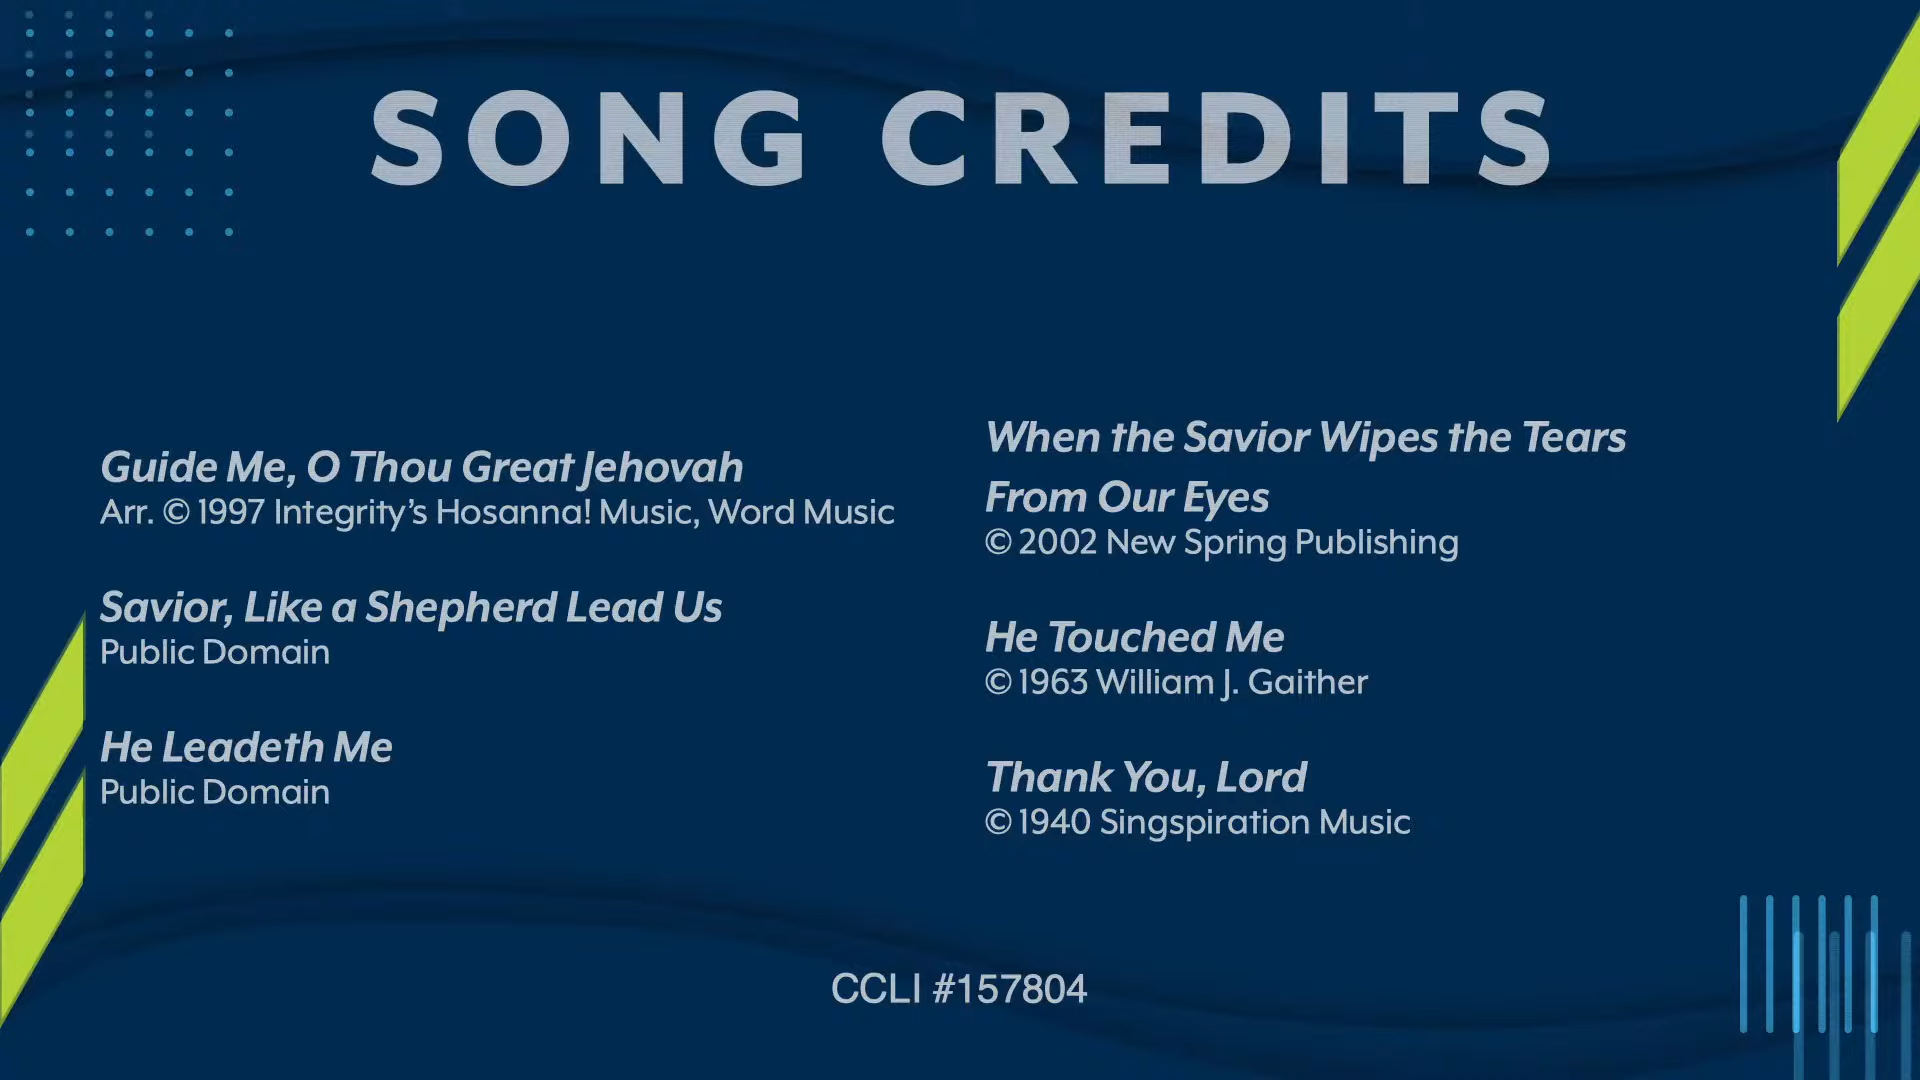 SONG CREDITS
Guide Me, O Thou Great Jehovah
Arr. © 1997 Integrity's Hosanna! Music, Word Music
Savior, Like a Shepherd Lead Us
Public Domain
He Leadeth Me
Public Domain
When the Savior Wipes the Tears
From Our Eyes
© 2002 New Spring Publishing
He Touched Me
© 1963 William J. Gaither
Thank You, Lord
© 1940 Singspiration Music
CCLI #157804